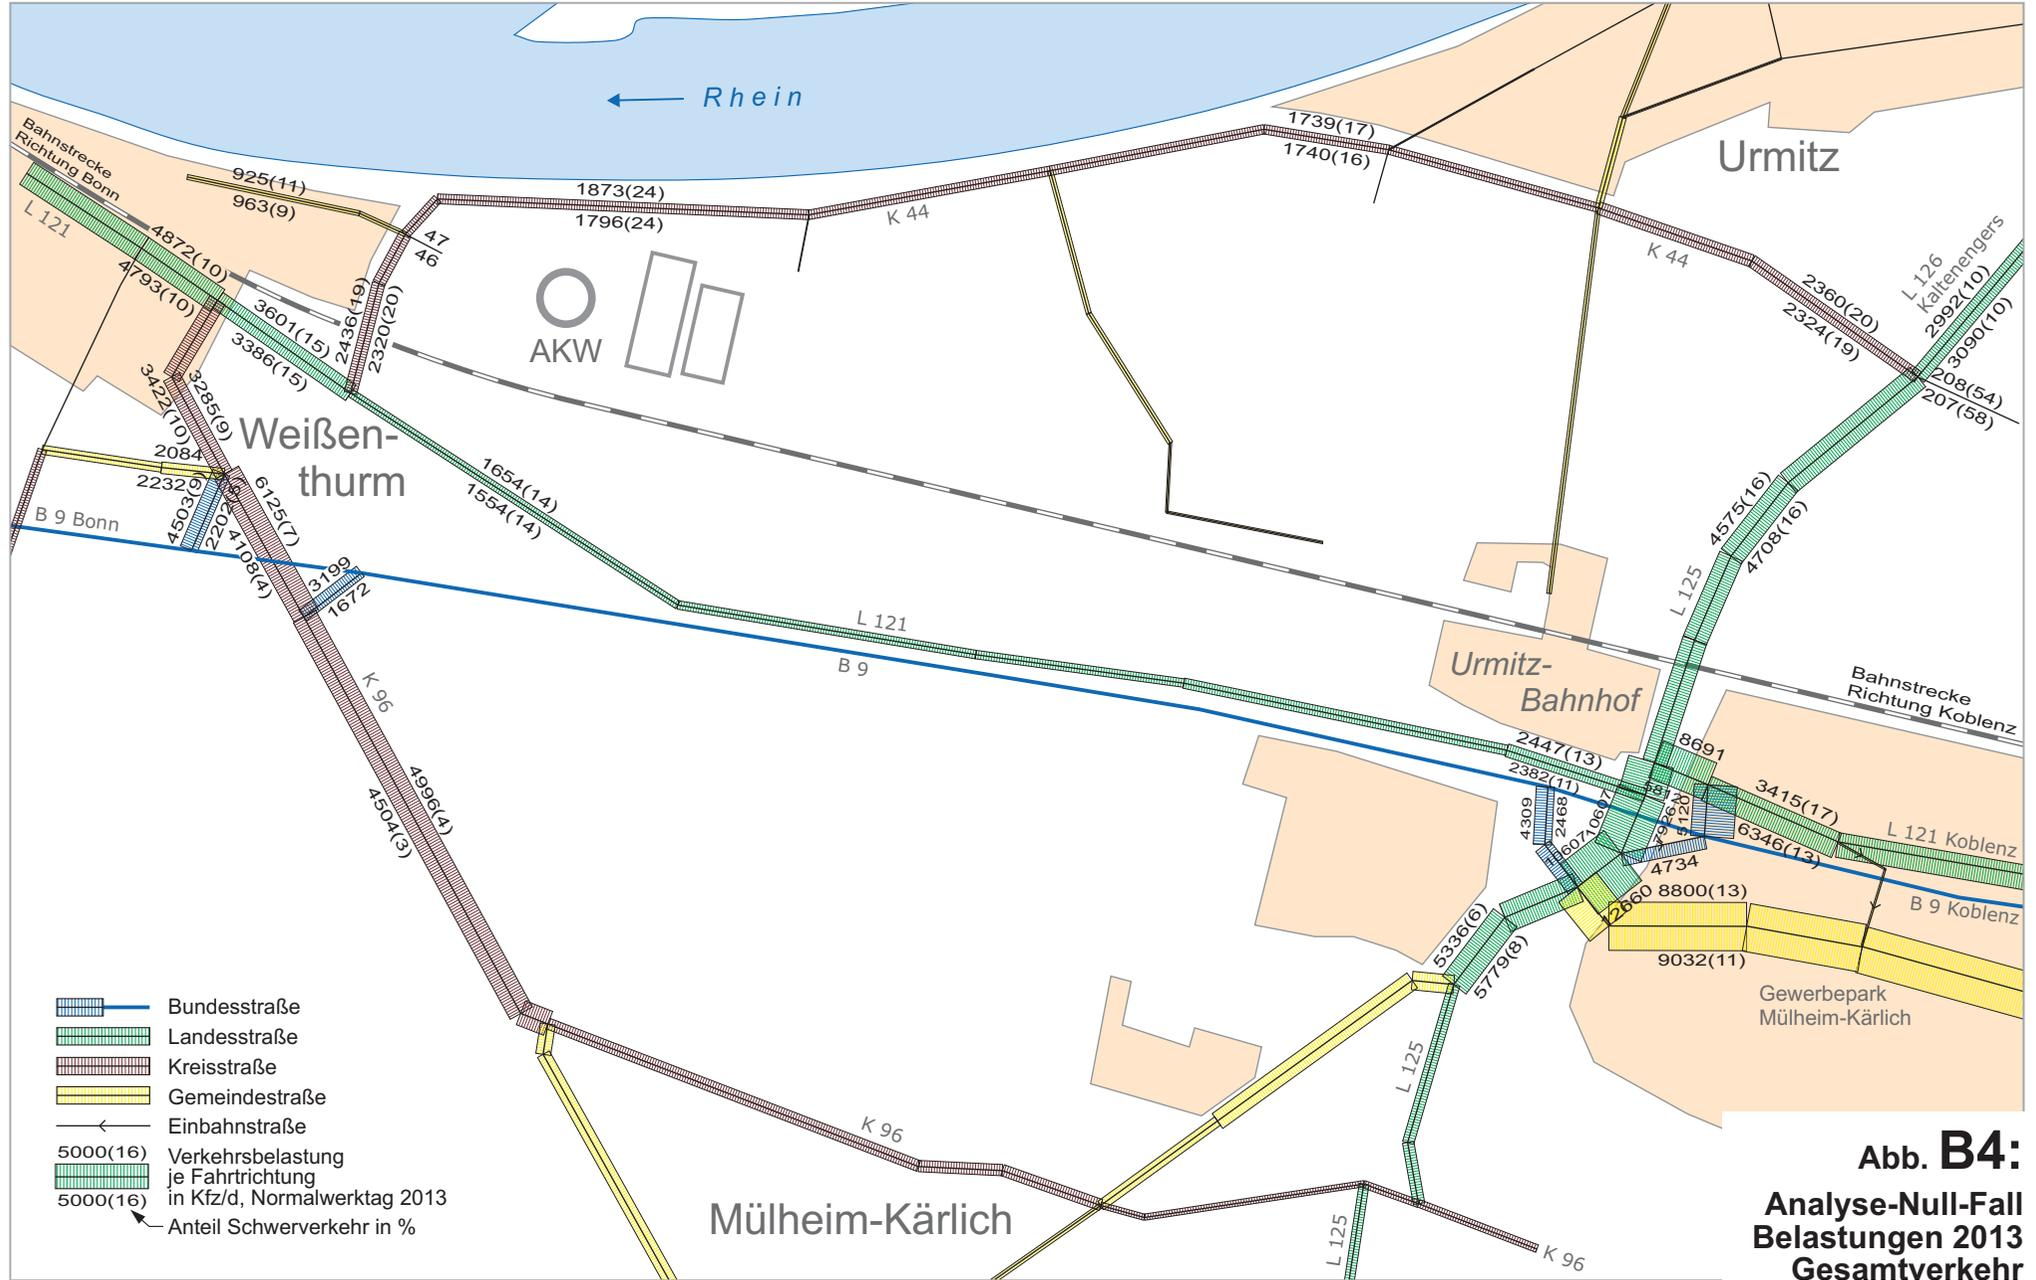 Rhein
Urmitz
Bahnstrecke
Richtung Bonn
L 121
925(11)
963(9)
4872(10)
4793(10)
47
46
1873(24)
1796(24)
K 44
1739(17)
1740(16)
K 44
L 126
Kaltenengers
2992(10)
3090(10)
2360(20)
2324(19)
208(54)
207(58)
3601(15)
3386(15)
2436(19)
2320(20)
AKW
3422(10)
3285(9)
Weißen-
thurm
2084
2232
4503(9)
6125(7)
4108(4)
B 9 Bonn
3199
1672
1654(14)
1554(14)
4575(16)
4708(16)
L 125
L 121
B 9
Urmitz-
Bahnhof
Bahnstrecke
Richtung Koblenz
K 96
4996(4)
4504(3)
2447(13)
2382(11)
8691
5812
3415(17)
6346(13)
4309
2468
10607
10607
7926
5120
4734
L 121 Koblenz
B 9 Koblenz
12660
8800(13)
9032(11)
5336(6)
5779(8)
Gewerbepark
Mülheim-Kärlich
L 125
K 96
Mülheim-Kärlich
L 125
K 96
Bundesstraße
Landesstraße
Kreisstraße
Gemeindestraße
Einbahnstraße
5000(16)
Verkehrsbelastung
je Fahrtrichtung
in Kfz/d, Normalwerktag 2013
5000(16)
Anteil Schwerverkehr in %
Abb. B4:
Analyse-Null-Fall
Belastungen 2013
Gesamtverkehr